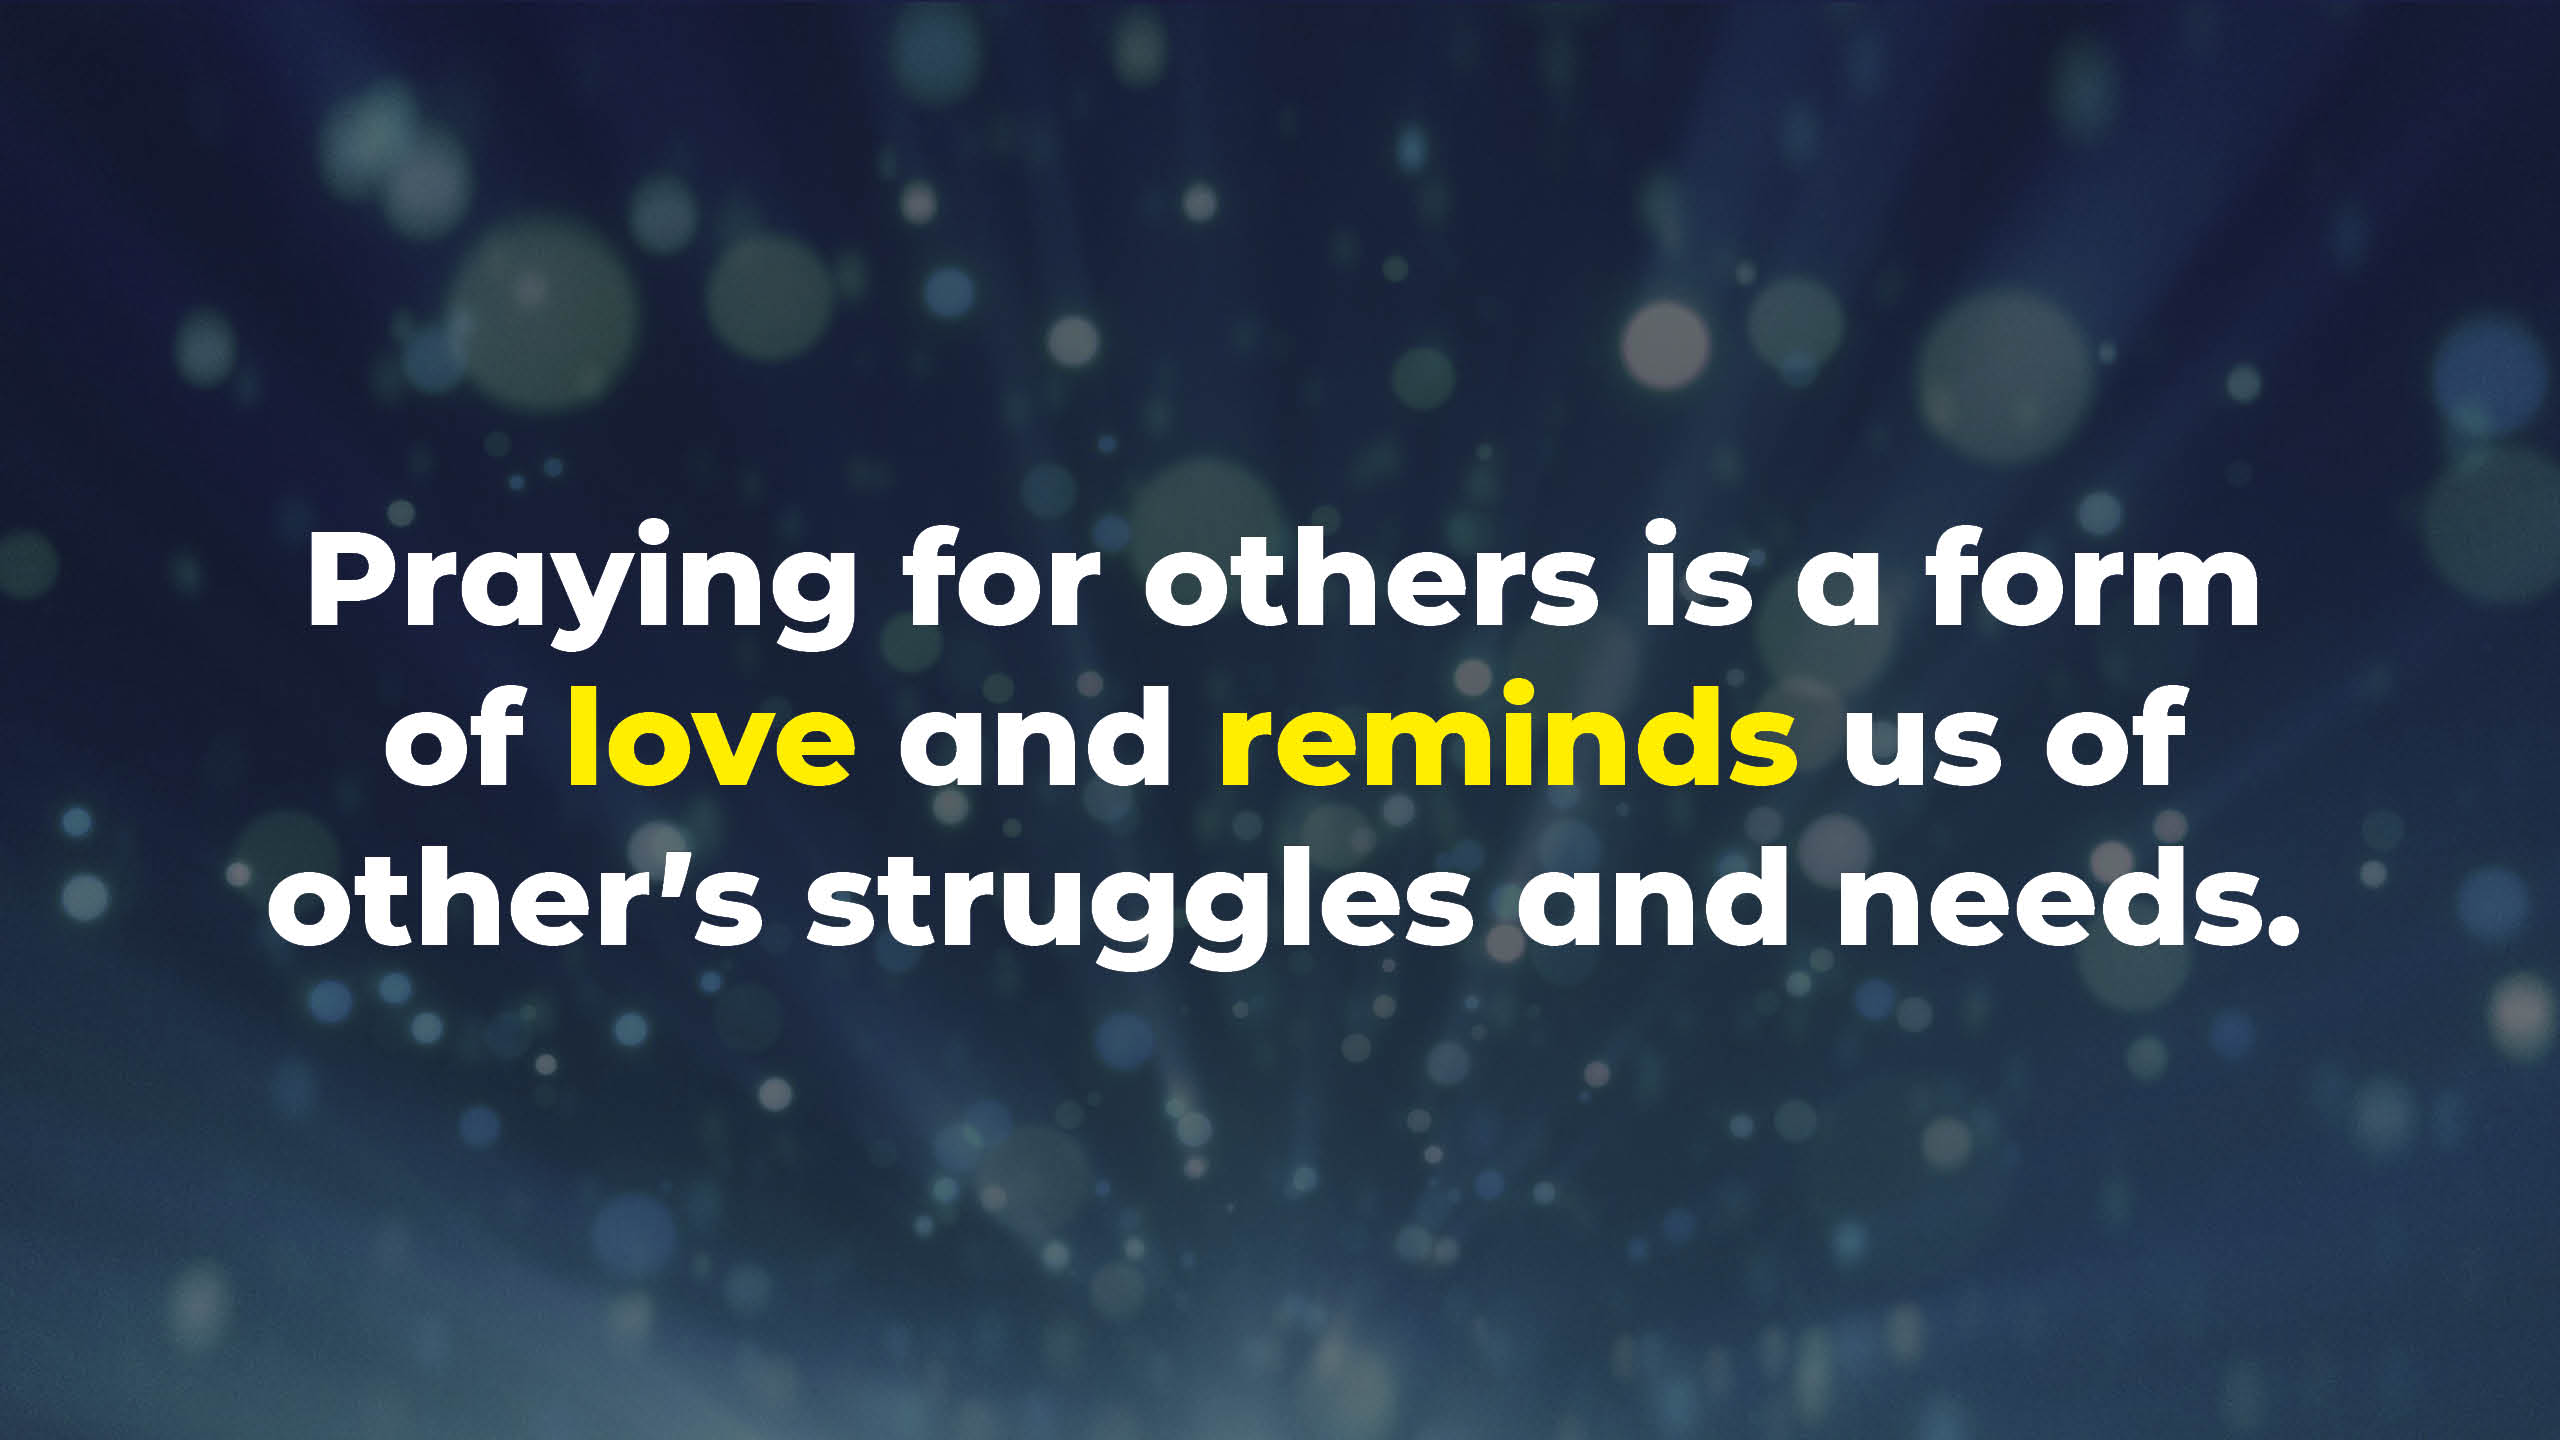 Praying for others is a form
of love and reminds us of
other's struggles and needs.